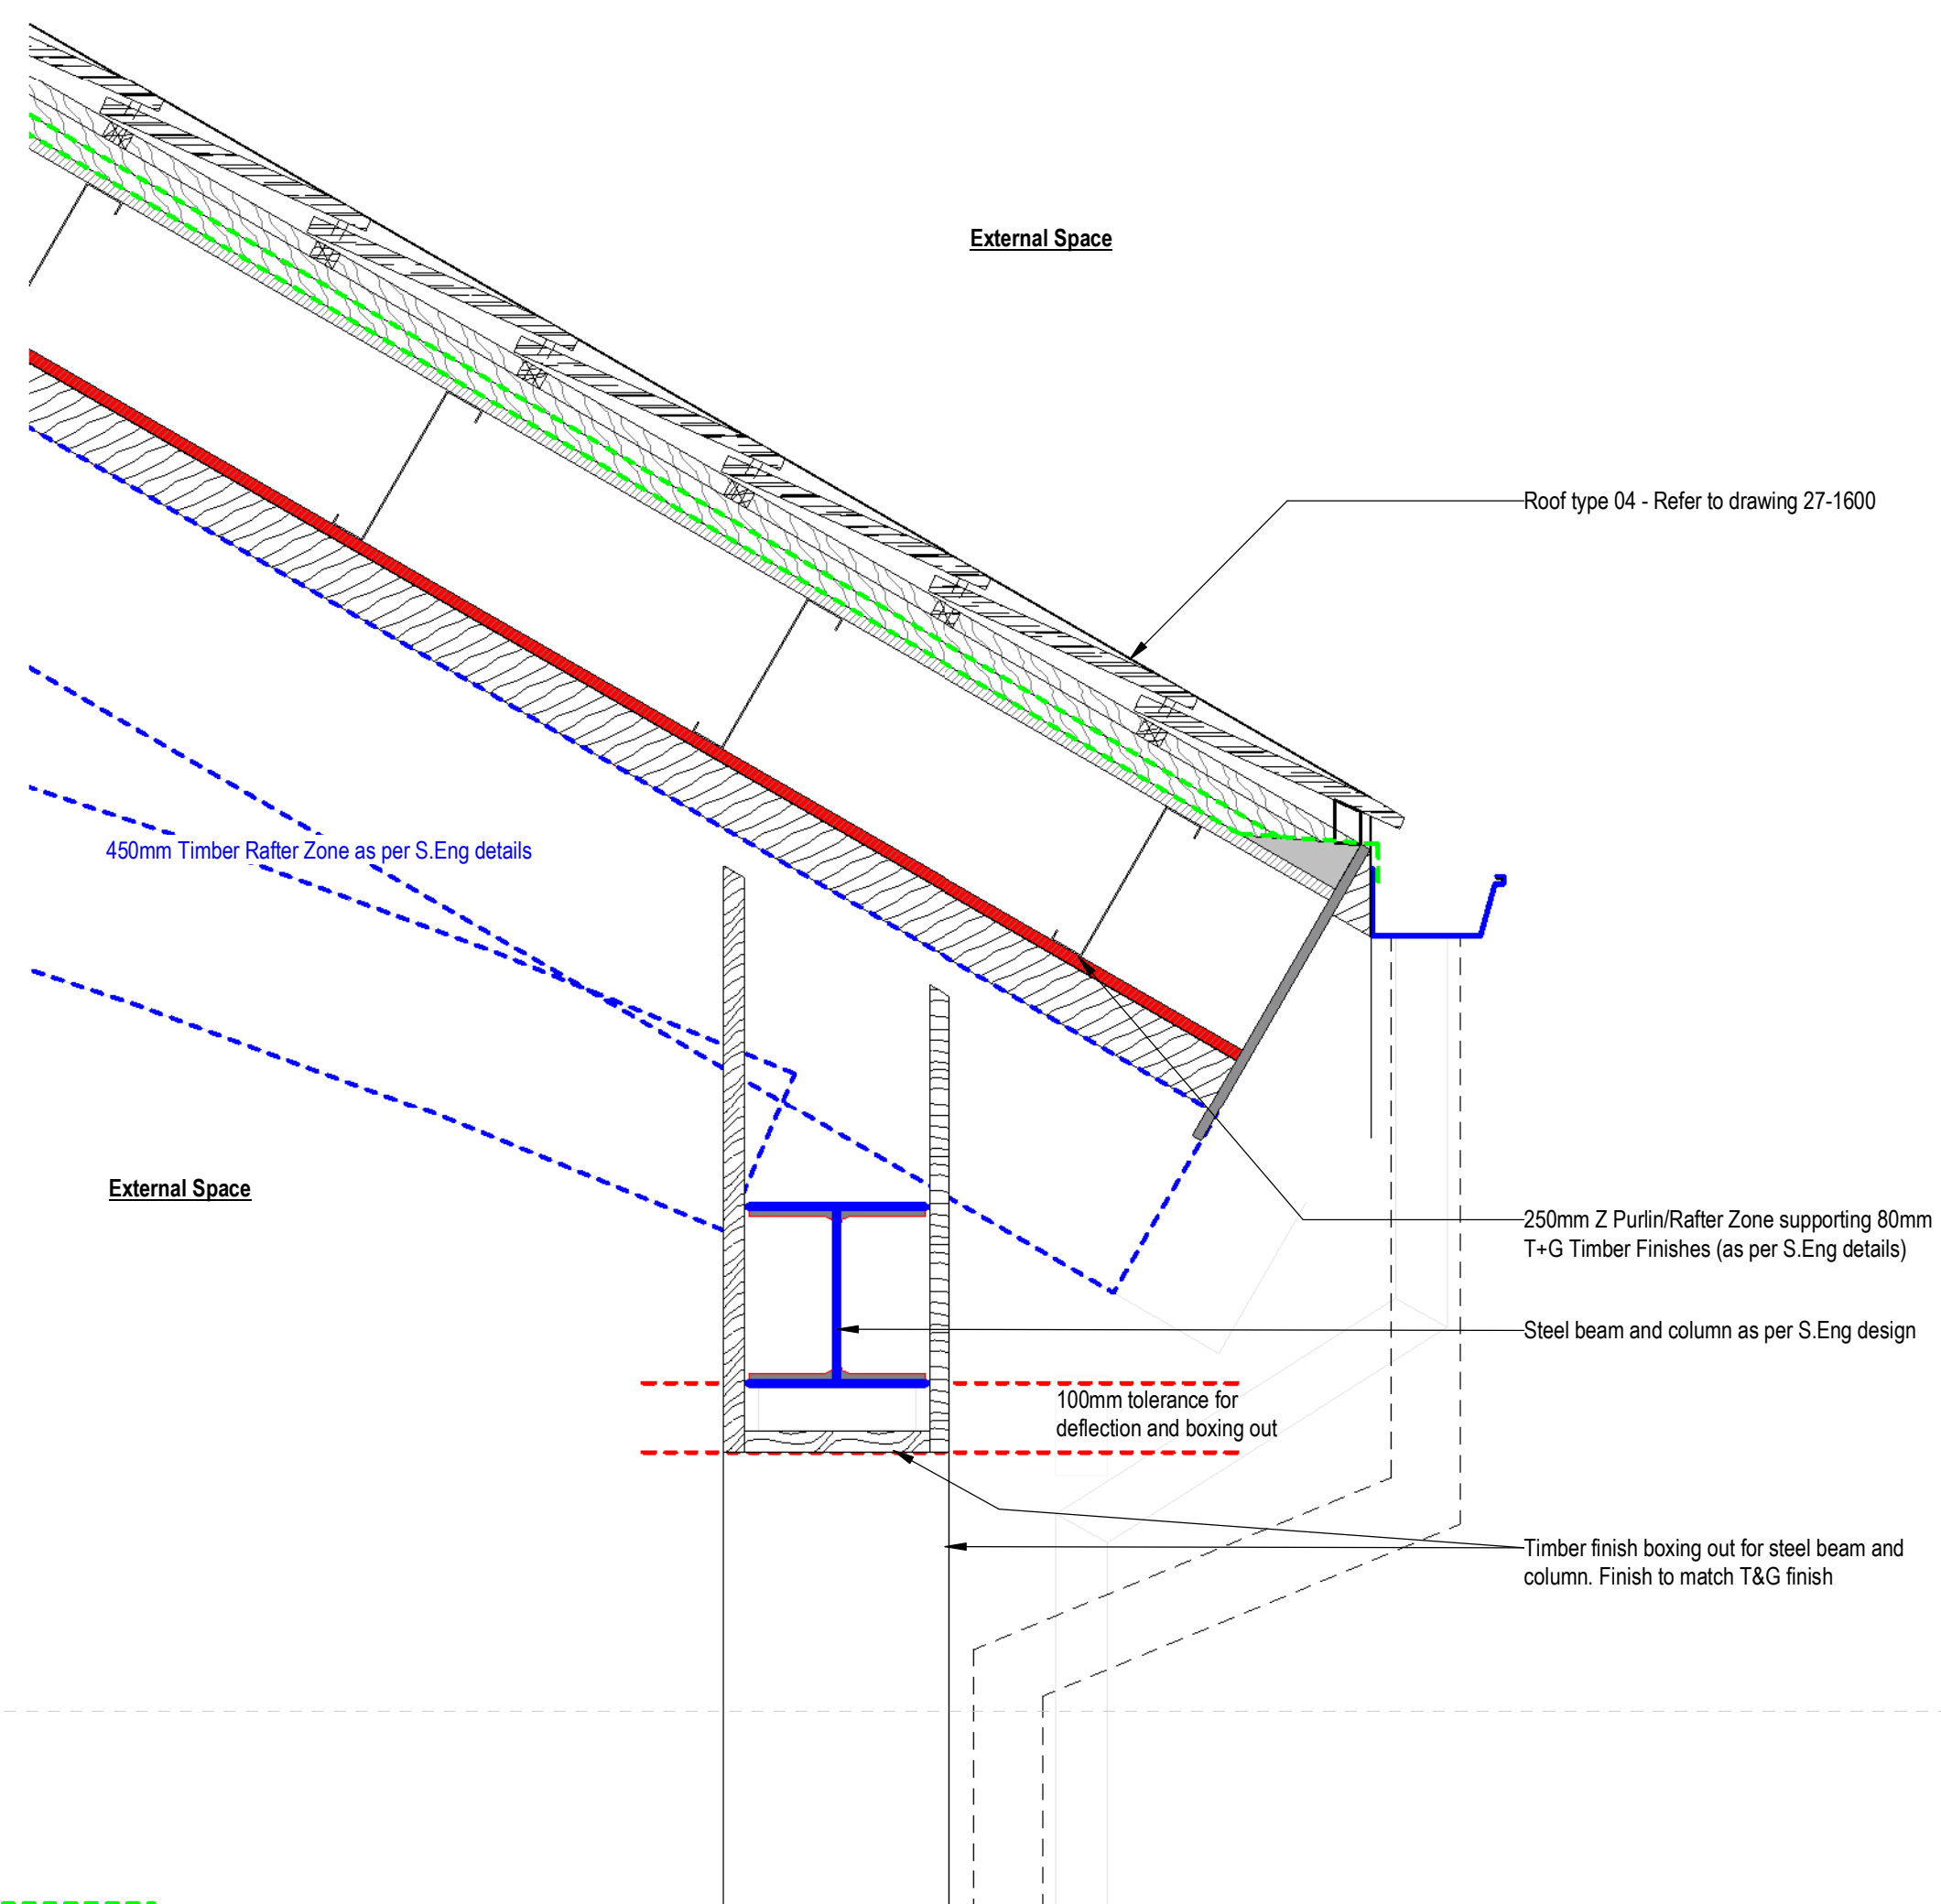 External Space
Roof type 04 - Refer to drawing 27-1600
450mm Timber Rafter Zone as per S.Eng details
External Space
250mm Z Purlin/Rafter Zone supporting 80mm
T+G Timber Finishes (as per S.Eng details)
Steel beam and column as per S.Eng design
100mm tolerance for
deflection and boxing out
Timber finish boxing out for steel beam and
column. Finish to match T&G finish